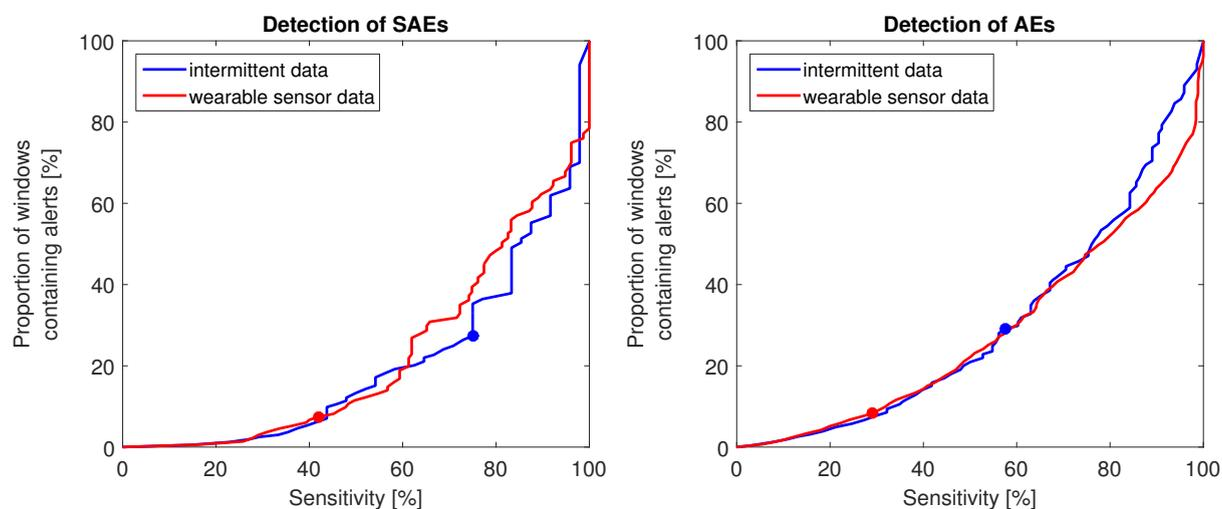 Detection of SAEs
100
80
60
40
20
0
Proportion of windows
containing alerts [%]
intermittent data
wearable sensor data
0 20 40 60 80 100
Sensitivity [%]
Detection of AEs
100
80
60
40
20
0
Proportion of windows
containing alerts [%]
intermittent data
wearable sensor data
0 20 40 60 80 100
Sensitivity [%]